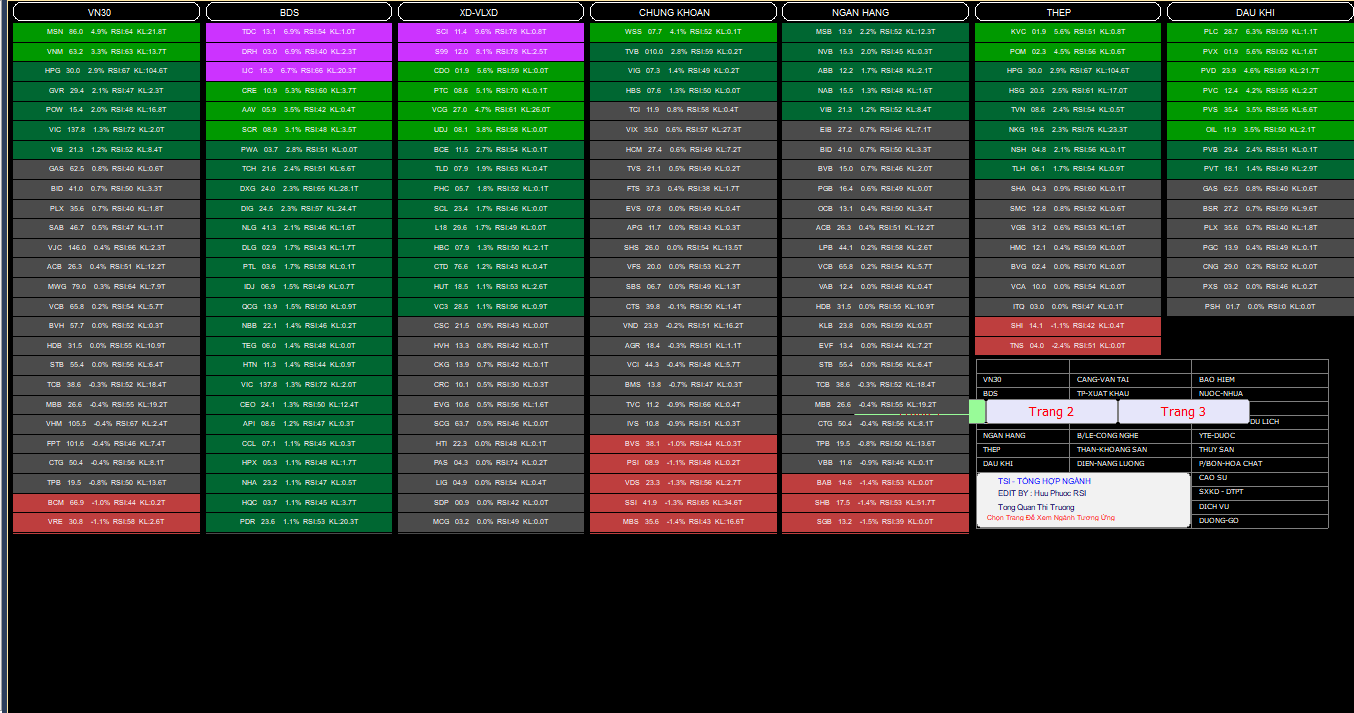 VN30
MSN 86.0 4.9% RSI:64 KL:21.8T
VNM 63.2 3.3% RSI:63 KL:13.7T
HPG 30.0 2.9% RSI:67 KL:104.6T
GVR 29.4 2.1% RSI:47 KL:2.3T
POW 15.4 2.0% RSI:48 KL:16.8T
VIC 137.8 1.3% RSI:72 KL:2.0T
VIB 21.3 1.2% RSI:52 KL:8.4T
GAS 62.5 0.8% RSI:40 KL:0.6T
BID 41.0 0.7% RSI:50 KL:3.3T
PLX 35.6 0.7% RSI:40 KL:1.8T
SAB 46.7 0.5% RSI:47 KL:1.1T
VJC 146.0 0.4% RSI:66 KL:2.3T
ACB 26.3 0.4% RSI:51 KL:12.2T
MWG 79.0 0.3% RSI:64 KL:7.9T
VCB 65.8 0.2% RSI:54 KL:5.7T
BVH 57.7 0.0% RSI:52 KL:0.3T
HDB 31.5 0.0% RSI:55 KL:10.9T
STB 55.4 0.0% RSI:56 KL:6.4T
TCB 38.6 -0.3% RSI:52 KL:18.4T
MBB 26.6 -0.4% RSI:55 KL:19.2T
VHM 105.5 -0.4% RSI:67 KL:2.4T
FPT 101.6 -0.4% RSI:46 KL:7.4T
CTG 50.4 -0.4% RSI:56 KL:8.1T
TPB 19.5 -0.8% RSI:50 KL:13.6T
BCM 66.9 -1.0% RSI:44 KL:0.2T
VRE 30.8 -1.1% RSI:58 KL:2.6T
BDS
TDC 13.1 6.9% RSI:54 KL:1.0T
DRH 03.0 6.9% RSI:40 KL:2.3T
IJC 15.9 6.7% RSI:66 KL:20.3T
CRE 10.9 5.3% RSI:60 KL:3.7T
AAV 05.9 3.5% RSI:42 KL:0.4T
SCR 08.9 3.1% RSI:48 KL:3.5T
PWA 03.7 2.8% RSI:51 KL:0.0T
TCH 21.6 2.4% RSI:51 KL:6.6T
DXG 24.0 2.3% RSI:65 KL:28.1T
DIG 24.5 2.3% RSI:57 KL:24.4T
NLG 41.3 2.1% RSI:46 KL:1.6T
DLG 02.9 1.7% RSI:43 KL:1.7T
PTL 03.6 1.7% RSI:58 KL:0.1T
IDJ 06.9 1.5% RSI:49 KL:0.7T
QCG 13.9 1.5% RSI:50 KL:0.9T
NBB 22.1 1.4% RSI:46 KL:0.2T
TEG 06.0 1.4% RSI:48 KL:0.0T
HTN 11.3 1.4% RSI:44 KL:0.9T
VIC 137.8 1.3% RSI:72 KL:2.0T
CEO 24.1 1.3% RSI:50 KL:12.4T
API 08.6 1.2% RSI:47 KL:0.3T
CCL 07.1 1.1% RSI:45 KL:0.3T
HPX 05.3 1.1% RSI:48 KL:1.7T
NHA 23.2 1.1% RSI:47 KL:0.5T
HQC 03.7 1.1% RSI:45 KL:3.7T
PDR 23.6 1.1% RSI:53 KL:20.3T
XD-VLXD
SCI 11.4 9.6% RSI:78 KL:0.8T
S99 12.0 8.1% RSI:78 KL:2.5T
CDO 01.9 5.6% RSI:59 KL:0.0T
PTC 08.6 5.1% RSI:70 KL:0.1T
VCG 27.0 4.7% RSI:61 KL:26.0T
UDJ 08.1 3.8% RSI:58 KL:0.0T
BCE 11.5 2.7% RSI:54 KL:0.1T
TLD 07.9 1.9% RSI:63 KL:0.4T
PHC 05.7 1.8% RSI:52 KL:0.1T
SCL 23.4 1.7% RSI:46 KL:0.0T
L18 29.6 1.7% RSI:49 KL:0.0T
HBC 07.9 1.3% RSI:50 KL:2.1T
CTD 76.6 1.2% RSI:43 KL:0.4T
HUT 18.5 1.1% RSI:53 KL:2.6T
VC3 28.5 1.1% RSI:56 KL:0.9T
CSC 21.5 0.9% RSI:43 KL:0.0T
HVH 13.3 0.8% RSI:42 KL:0.1T
CKG 13.9 0.7% RSI:42 KL:0.1T
CRC 10.1 0.5% RSI:30 KL:0.3T
EVG 10.6 0.5% RSI:56 KL:1.6T
SCG 63.7 0.5% RSI:46 KL:0.0T
HTI 22.3 0.0% RSI:48 KL:0.1T
PAS 04.3 0.0% RSI:74 KL:0.2T
LIG 04.9 0.0% RSI:54 KL:0.2T
SDP 00.9 0.0% RSI:42 KL:0.0T
MCG 03.2 0.0% RSI:49 KL:0.0T
CHUNG KHOAN
WSS 07.7 4.1% RSI:52 KL:0.1T
TVB 010.0 2.8% RSI:59 KL:0.2T
VIG 07.3 1.4% RSI:49 KL:0.2T
HBS 07.6 1.3% RSI:50 KL:0.0T
TCI 11.9 0.8% RSI:58 KL:0.4T
VIX 35.0 0.6% RSI:57 KL:27.3T
HCM 27.4 0.6% RSI:49 KL:7.2T
TVS 21.1 0.5% RSI:49 KL:0.2T
FTS 37.3 0.4% RSI:38 KL:1.7T
EVS 07.8 0.0% RSI:49 KL:0.4T
APG 11.7 0.0% RSI:43 KL:0.3T
SHS 26.0 0.0% RSI:54 KL:13.5T
VFS 20.0 0.0% RSI:53 KL:2.7T
SBS 06.7 0.0% RSI:49 KL:1.3T
CTS 39.8 -0.1% RSI:50 KL:1.4T
VND 23.9 -0.2% RSI:51 KL:16.2T
AGR 18.4 -0.3% RSI:51 KL:1.1T
VCI 44.3 -0.4% RSI:48 KL:5.7T
BMS 13.8 -0.7% RSI:47 KL:0.3T
TVC 11.2 -0.9% RSI:66 KL:0.4T
IVS 10.8 -0.9% RSI:51 KL:0.3T
BVS 38.1 -1.0% RSI:44 KL:0.3T
PSI 08.9 -1.1% RSI:48 KL:0.2T
VDS 23.3 -1.3% RSI:56 KL:2.7T
SSI 41.9 -1.3% RSI:65 KL:34.6T
MBS 35.6 -1.4% RSI:43 KL:16.6T
NGAN HANG
MSB 13.9 2.2% RSI:52 KL:12.3T
NVB 15.3 2.0% RSI:45 KL:0.3T
ABB 12.2 1.7% RSI:48 KL:2.1T
NAB 15.5 1.3% RSI:48 KL:1.6T
VIB 21.3 1.2% RSI:52 KL:8.4T
EIB 27.2 0.7% RSI:46 KL:7.1T
BID 41.0 0.7% RSI:50 KL:3.3T
BVB 15.0 0.7% RSI:46 KL:2.0T
PGB 16.4 0.6% RSI:49 KL:0.0T
OCB 13.1 0.4% RSI:50 KL:3.4T
ACB 26.3 0.4% RSI:51 KL:12.2T
LPB 44.1 0.2% RSI:58 KL:2.6T
VCB 65.8 0.2% RSI:54 KL:5.7T
VAB 12.4 0.0% RSI:48 KL:0.4T
HDB 31.5 0.0% RSI:55 KL:10.9T
KLB 23.8 0.0% RSI:59 KL:0.5T
EVF 13.4 0.0% RSI:44 KL:7.2T
STB 55.4 0.0% RSI:56 KL:6.4T
TCB 38.6 -0.3% RSI:52 KL:18.4T
MBB 26.6 -0.4% RSI:55 KL:19.2T
CTG 50.4 -0.4% RSI:56 KL:8.1T
TPB 19.5 -0.8% RSI:50 KL:13.6T
VBB 11.6 -0.9% RSI:46 KL:0.1T
BAB 14.6 -1.4% RSI:53 KL:0.0T
SHB 17.5 -1.4% RSI:53 KL:51.7T
SGB 13.2 -1.5% RSI:39 KL:0.0T
THEP
KVC 01.9 5.6% RSI:51 KL:0.8T
POM 02.3 4.5% RSI:56 KL:0.6T
HPG 30.0 2.9% RSI:67 KL:104.6T
HSG 20.5 2.5% RSI:61 KL:17.0T
TVN 08.6 2.4% RSI:54 KL:0.5T
NKG 19.6 2.3% RSI:76 KL:23.3T
NSH 04.8 2.1% RSI:56 KL:0.1T
TLH 06.1 1.7% RSI:54 KL:0.9T
SHA 04.3 0.9% RSI:60 KL:0.1T
SMC 12.8 0.8% RSI:52 KL:0.6T
VGS 31.2 0.6% RSI:53 KL:1.6T
HMC 12.1 0.4% RSI:59 KL:0.0T
BVG 02.4 0.0% RSI:70 KL:0.0T
VCA 10.0 0.0% RSI:54 KL:0.0T
ITQ 03.0 0.0% RSI:47 KL:0.1T
SHI 14.1 -1.1% RSI:42 KL:0.4T
TNS 04.0 -2.4% RSI:51 KL:0.0T
DAU KHI
PLC 28.7 6.3% RSI:59 KL:1.1T
PVX 01.9 5.6% RSI:62 KL:1.6T
PVD 23.9 4.6% RSI:69 KL:21.7T
PVC 12.4 4.2% RSI:55 KL:2.2T
PVS 35.4 3.5% RSI:66 KL:6.6T
OIL 11.9 3.5% RSI:50 KL:2.1T
PVB 29.4 2.4% RSI:51 KL:0.1T
PVT 18.1 1.4% RSI:49 KL:2.9T
GAS 62.5 0.8% RSI:40 KL:0.6T
BSR 27.2 0.7% RSI:59 KL:9.6T
PLX 35.6 0.7% RSI:40 KL:1.8T
PGC 13.9 0.4% RSI:49 KL:0.1T
CNG 29.0 0.2% RSI:52 KL:0.0T
PXS 03.2 0.0% RSI:46 KL:0.2T
PSH 01.7 0.0% RSI:0 KL:0.0T
VN30 CANG-VAN TAI BAO HIEM
BDS TP-XUAT KHAU NUOC-NHUA
Trang 2 Trang 3
DU LICH
NGAN HANG B/LE-CONG NGHE YTE-DUOC
THEP THAN-KHOANG SAN THUY SAN
DAU KHI DIEN-NANG LUONG P/BON-HOA CHAT
CAO SU
SXKD - DTPT
DICH VU
DUONG-GO
TSI - TỔNG HỢP NGÀNH
EDIT BY : Huu Phuoc RSI
Tong Quan Thi Truong
Chọn Trang Để Xem Ngành Tương Ứng